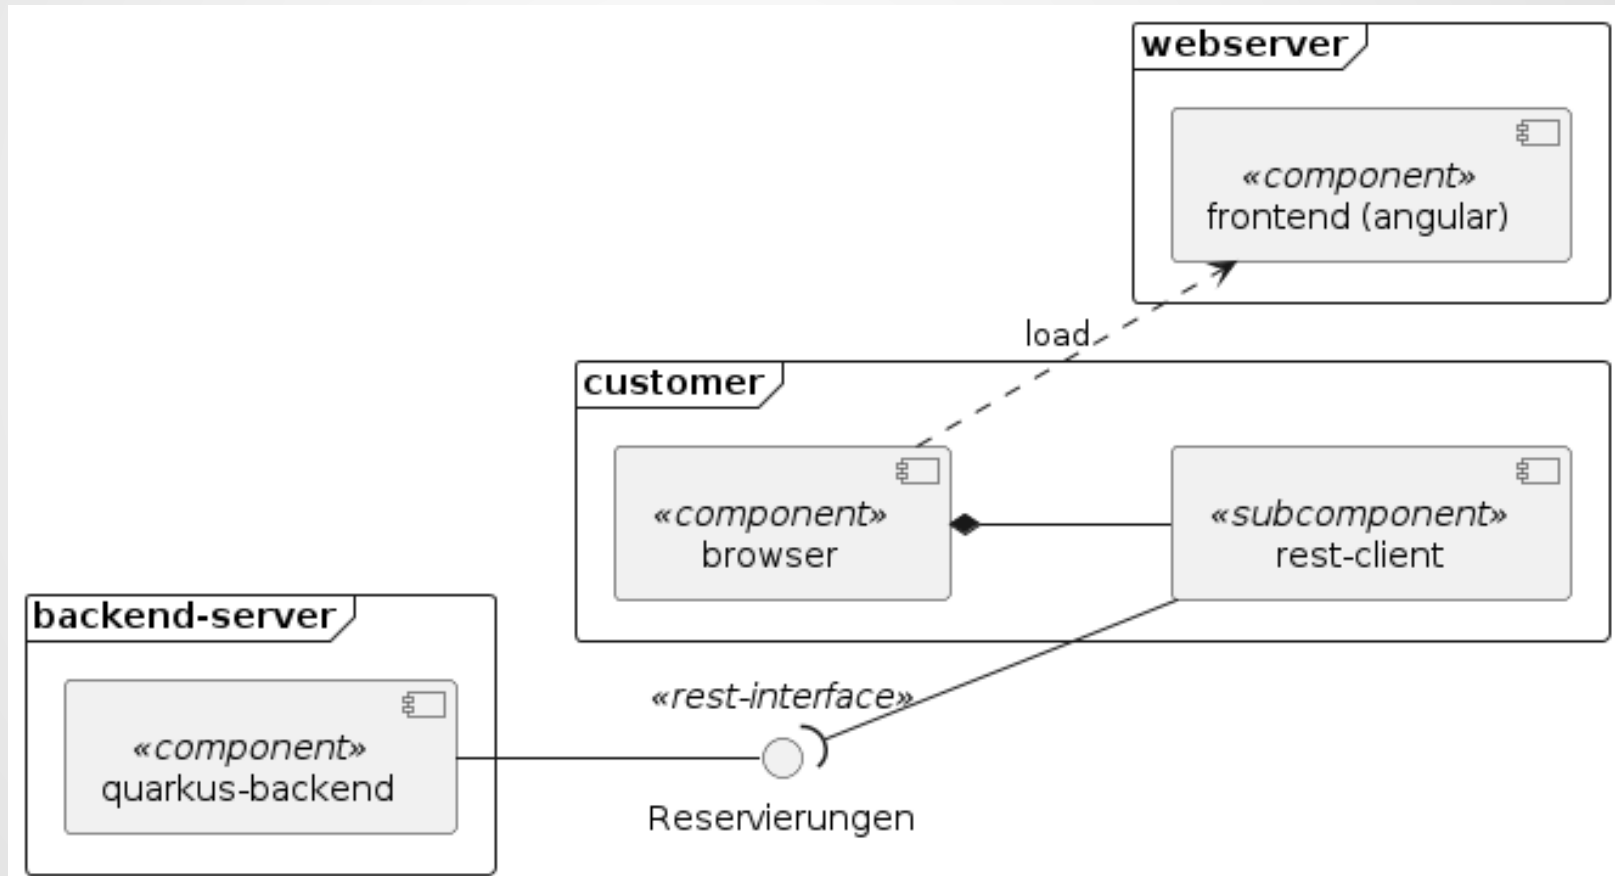 webserver
«component»
frontend (angular)
load
customer
«component»
browser
«subcomponent»
rest-client
backend-server
«component»
quarkus-backend
«rest-interface»
Reservierungen